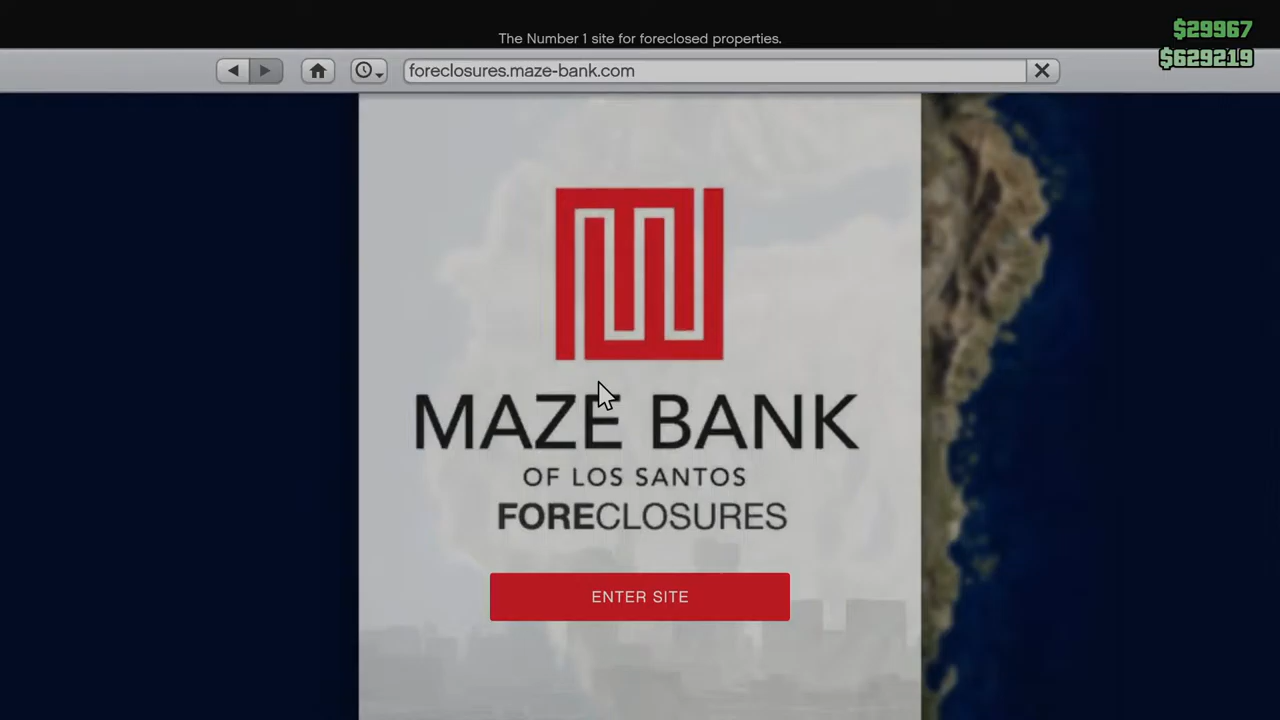 The Number 1 site for foreclosed properties.
$29967
$629219
foreclosures.maze-bank.com
MAZE BANK
OF LOS SANTOS
FORECLOSURES
ENTER SITE